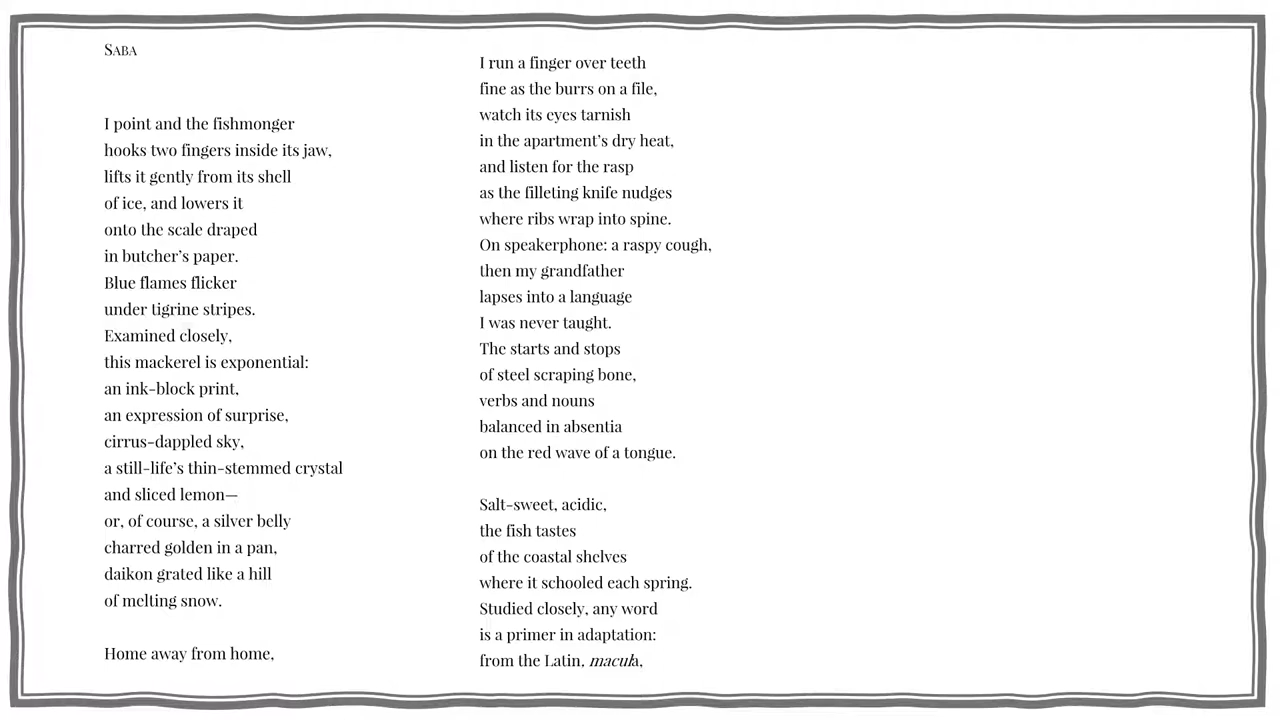 SABA
I point and the fishmonger
hooks two fingers inside its jaw,
lifts it gently from its shell
of ice, and lowers it
onto the scale draped
in butcher's paper.
Blue flames flicker
under tigrine stripes.
Examined closely,
this mackerel is exponential:
an ink-block print,
an expression of surprise,
cirrus-dappled sky,
a still-life's thin-stemmed crystal
and sliced lemon—
or, of course, a silver belly
charred golden in a pan,
daikon grated like a hill
of melting snow.
Home away from home,
I run a finger over teeth
fine as the burrs on a file,
watch its eyes tarnish
in the apartment's dry heat,
and listen for the rasp
as the filleting knife nudges
where ribs wrap into spine.
On speakerphone: a raspy cough,
then my grandfather
lapses into a language
I was never taught.
The starts and stops
of steel scraping bone,
verbs and nouns
balanced in absentia
on the red wave of a tongue.
Salt-sweet, acidic,
the fish tastes
of the coastal shelves
where it schooled each spring.
Studied closely, any word
is a primer in adaptation:
from the Latin, macula,